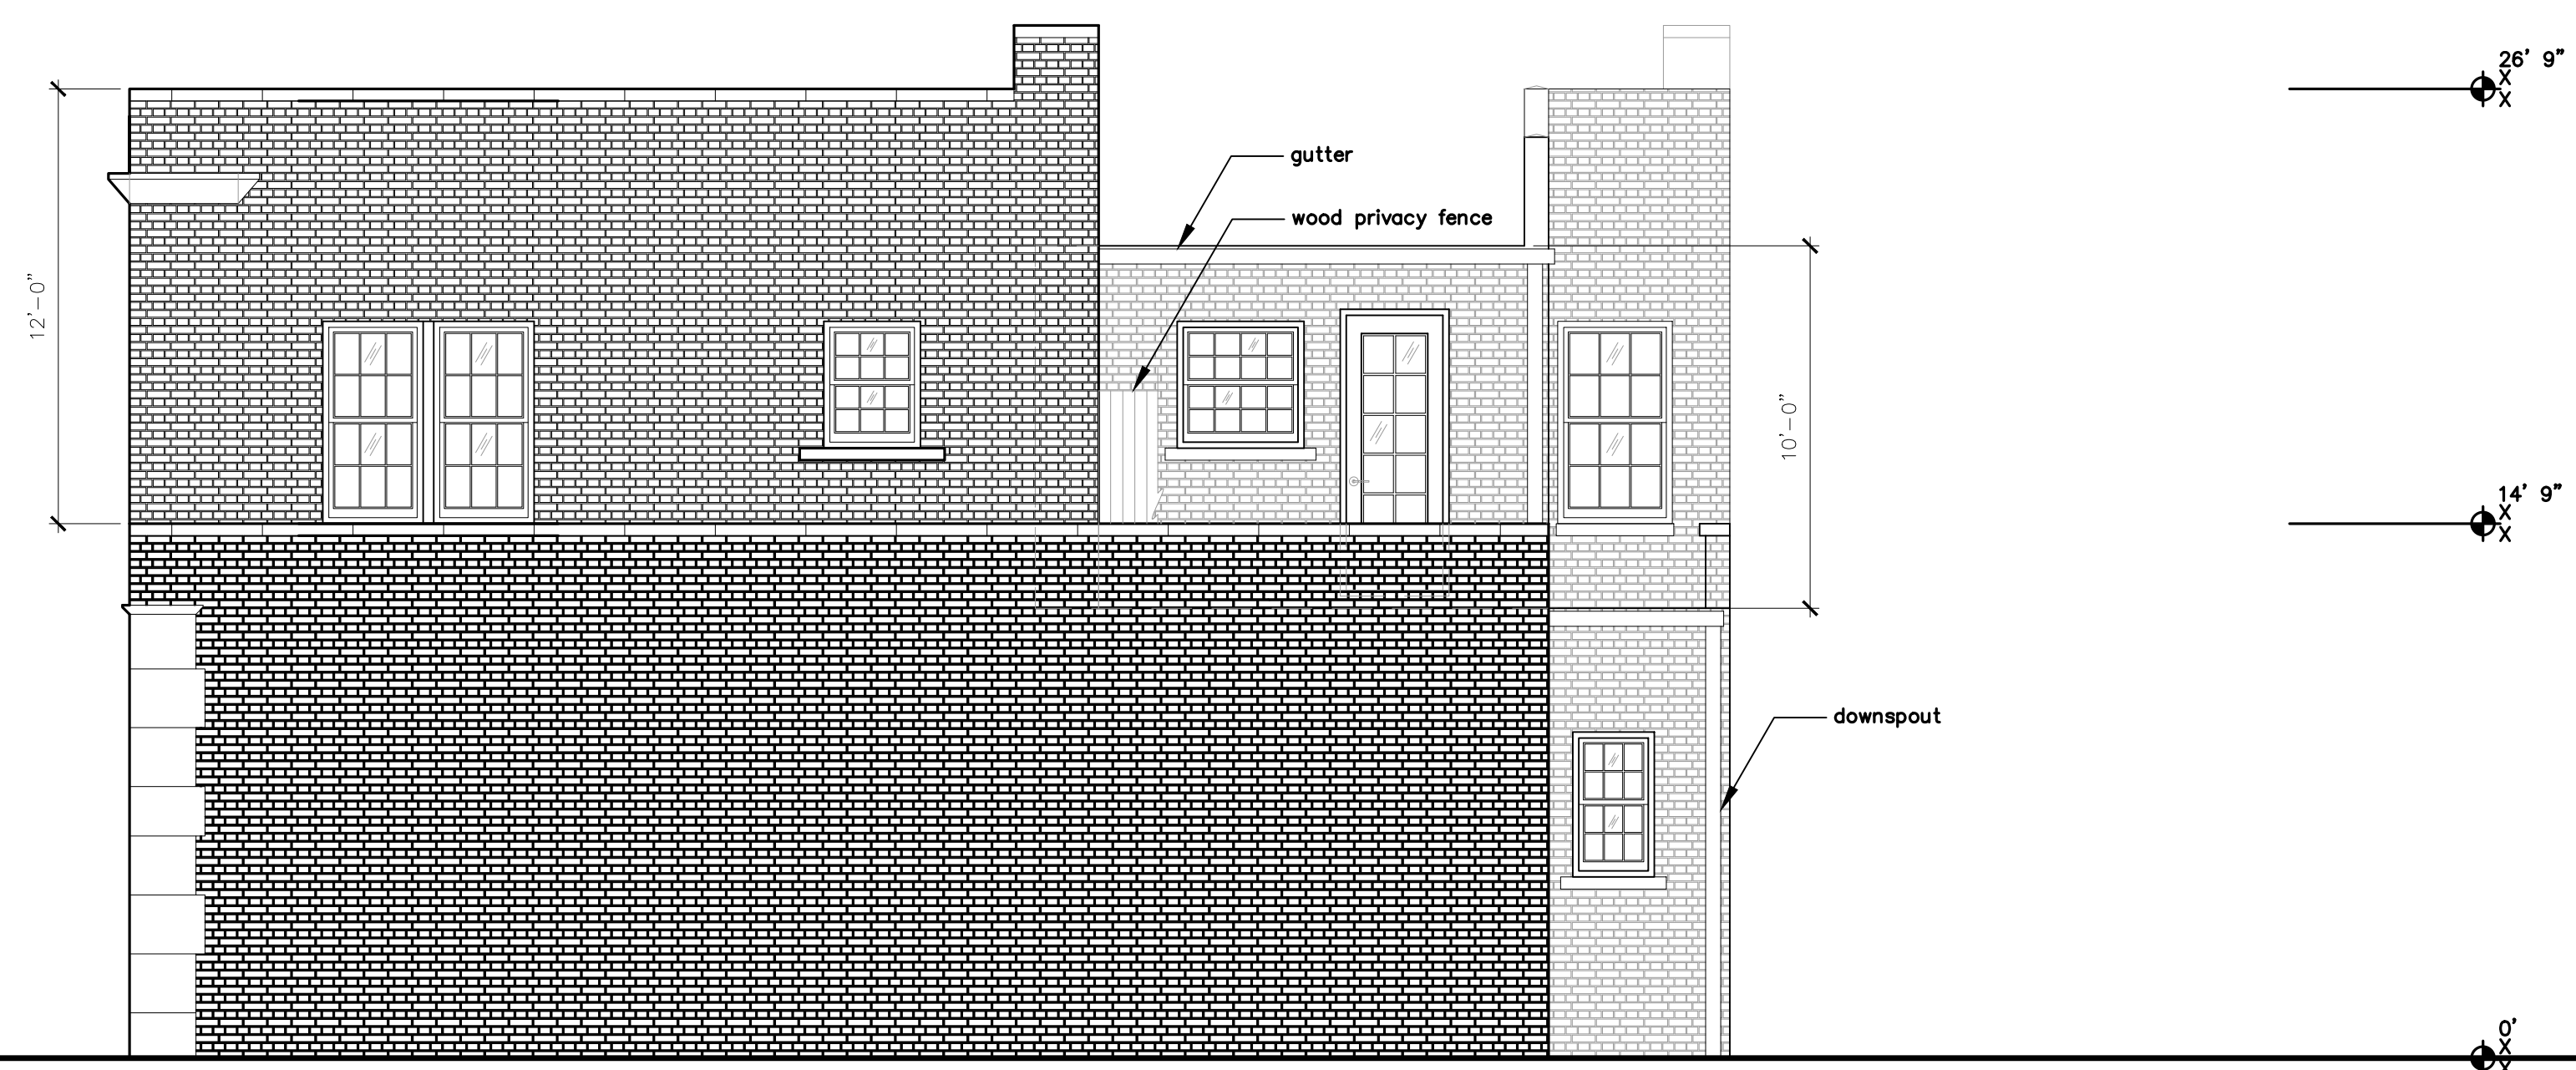 26' 9"
X
X
gutter
wood privacy fence
12'-0"
10'-0"
14' 9"
X
X
downspout
0'
X
X